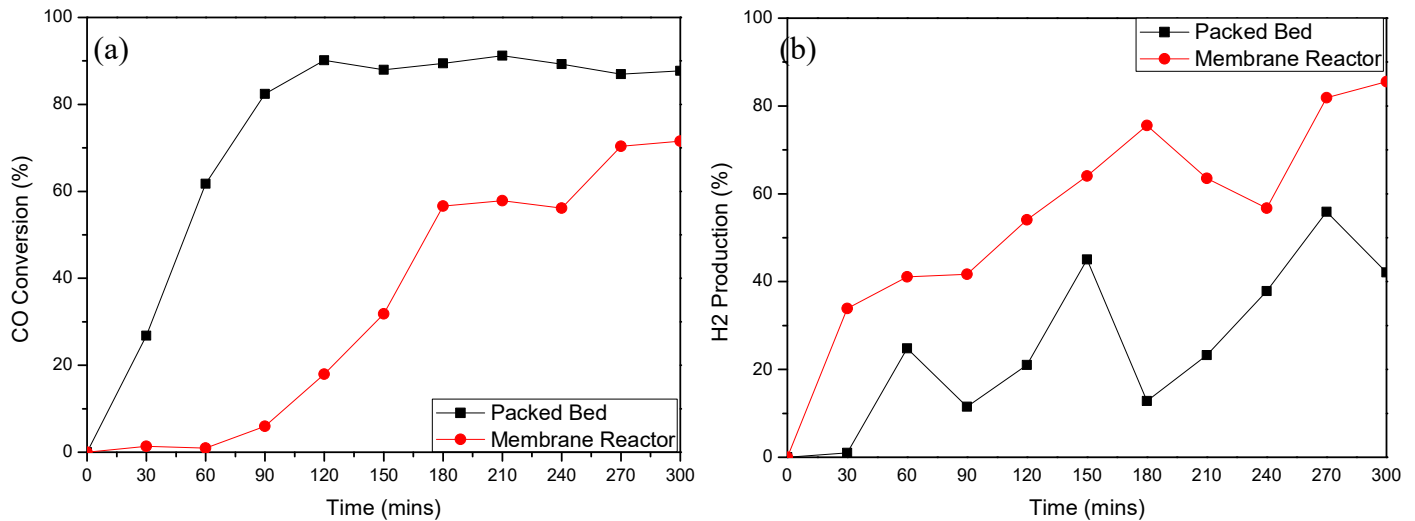 (a)
CO Conversion (%)
100
80
60
40
20
0
0 30 60 90 120 150 180 210 240 270 300
Time (mins)
Packed Bed
Membrane Reactor
(b)
H2 Production (%)
100
80
60
40
20
0
0 30 60 90 120 150 180 210 240 270 300
Time (mins)
Packed Bed
Membrane Reactor